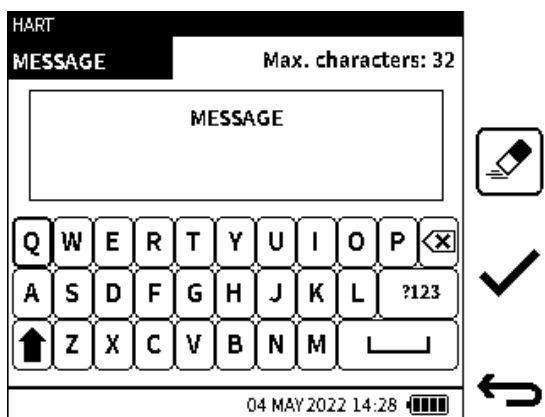 HART
MESSAGE Max. characters: 32
MESSAGE
Q W E R T Y U I O P
A S D F G H J K L ?123
Z X C V B N M
04 MAY 2022 14:28